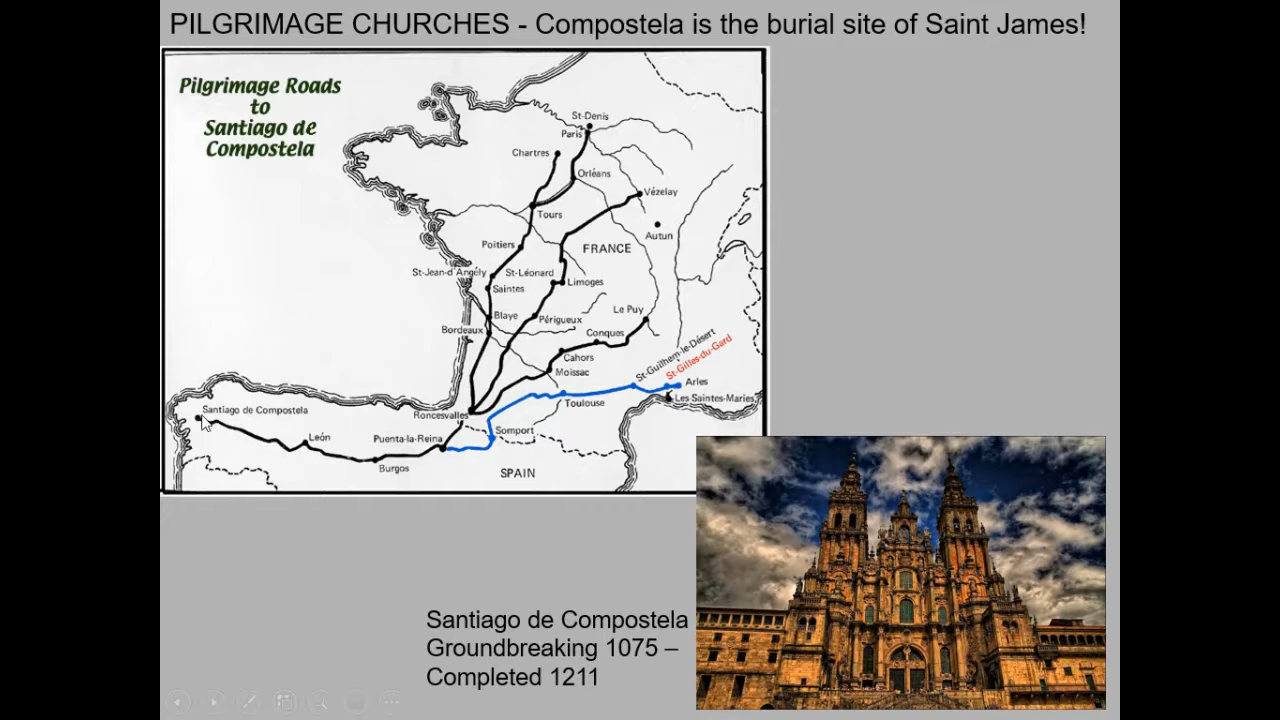 PILGRIMAGE CHURCHES - Compostela is the burial site of Saint James!
Pilgrimage Roads
to
Santiago de
Compostela
St-Denis
Paris
Chartres
Orléans
Vézelay
Tours
Autun
Poitiers
FRANCE
St-Jean-d'Angély
St-Léonard
Limoges
Saintes
Le Puy
Blaye
Périgueux
Bordeaux
Conques
St-Guilhem-le-Désert
St-Gilles-du-Gard
Cahors
Moissac
Arles
Les Saintes-Maries
Toulouse
Santiago de Compostela
Roncesvalles
Somport
León
Puenta-la-Reina
Burgos
SPAIN
Santiago de Compostela
Groundbreaking 1075 –
Completed 1211